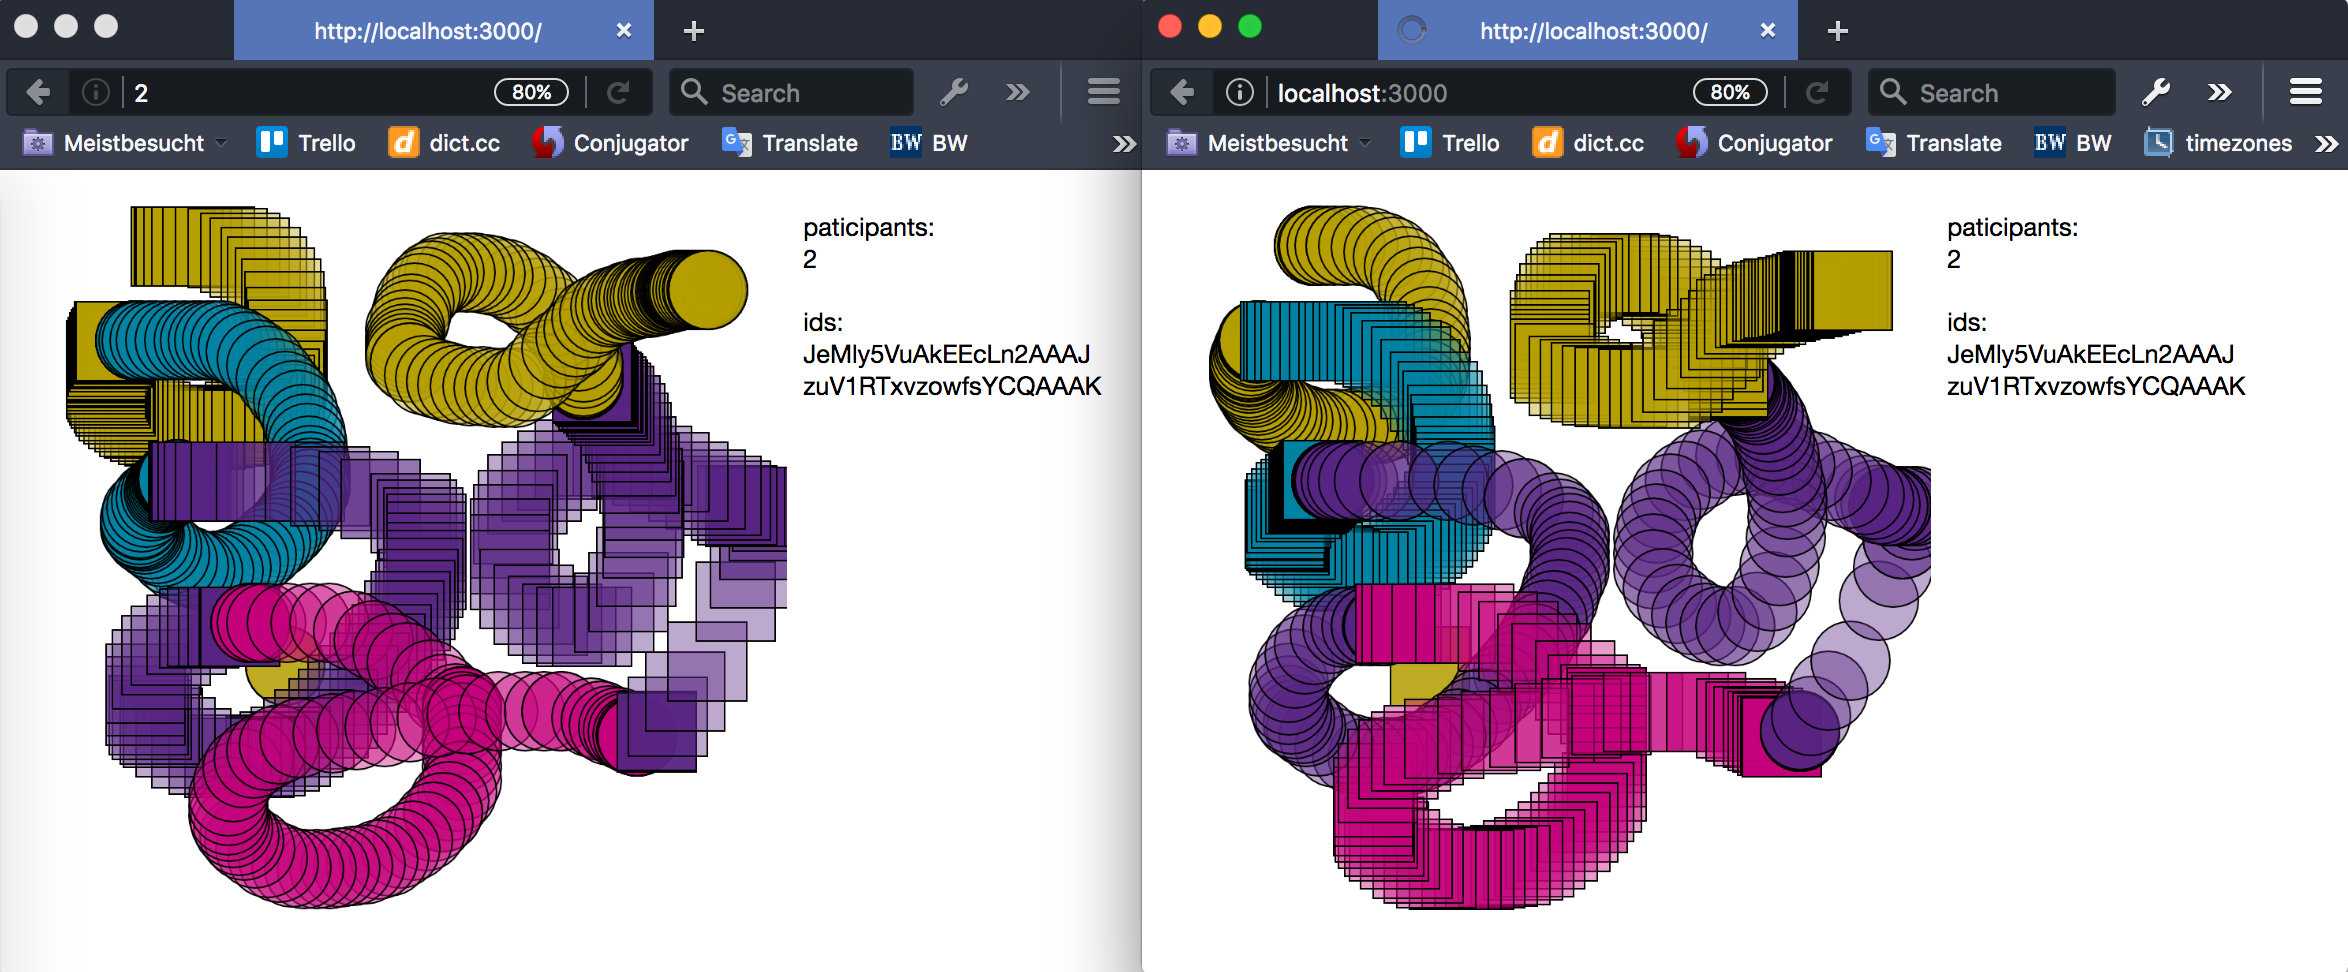 http://localhost:3000/
2
80%
Search
Meistbesucht
Trello
dict.cc
Conjugator
Translate
BW BW
paticipants:
2
ids:
JeMly5VuAkEEcLn2AAAJ
zuV1RTxvzowfsYCQAAAK
http://localhost:3000/
localhost:3000
80%
Search
Meistbesucht
Trello
dict.cc
Conjugator
Translate
BW BW
timezones
paticipants:
2
ids:
JeMly5VuAkEEcLn2AAAJ
zuV1RTxvzowfsYCQAAAK